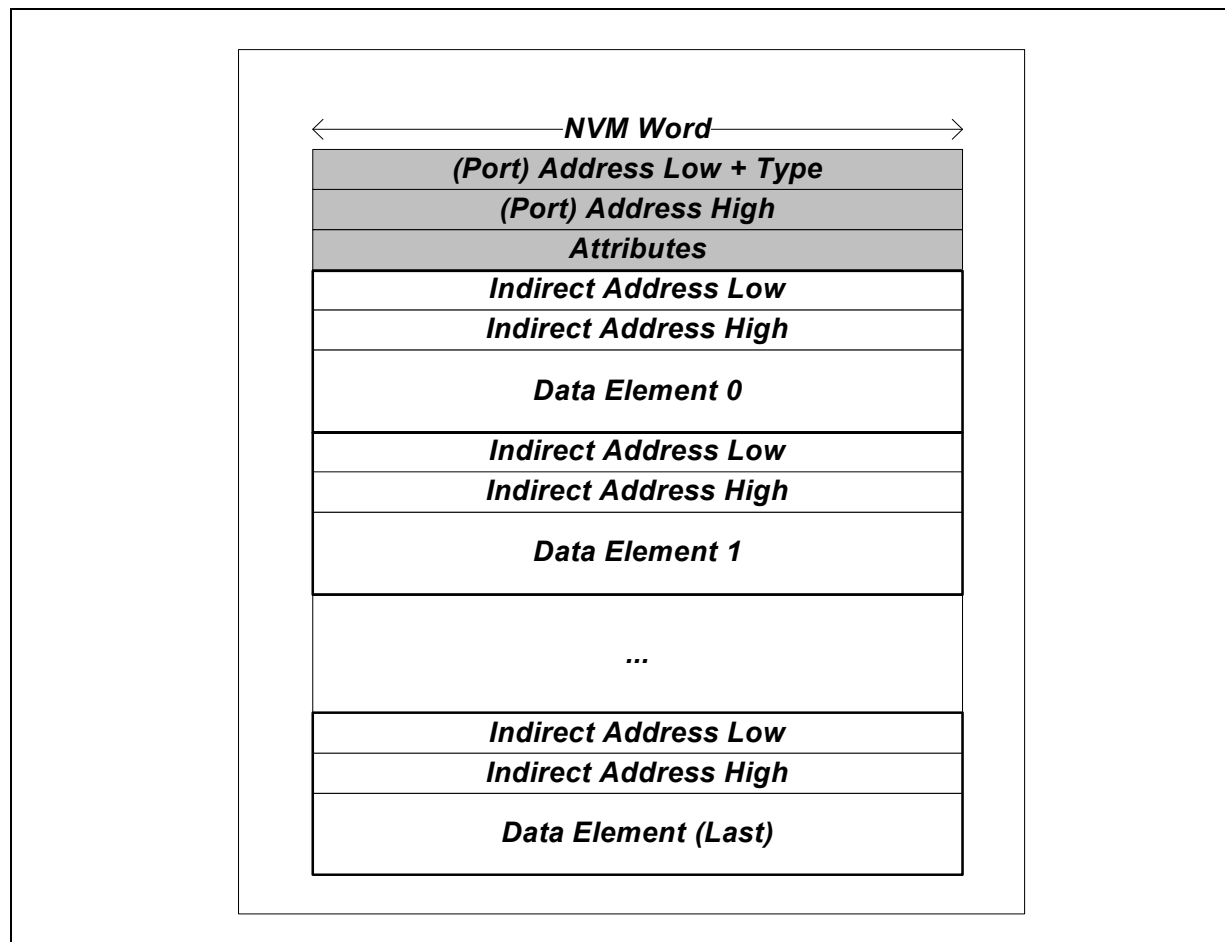 NVM Word
(Port) Address Low + Type
(Port) Address High
Attributes
Indirect Address Low
Indirect Address High
Data Element 0
Indirect Address Low
Indirect Address High
Data Element 1
...
Indirect Address Low
Indirect Address High
Data Element (Last)